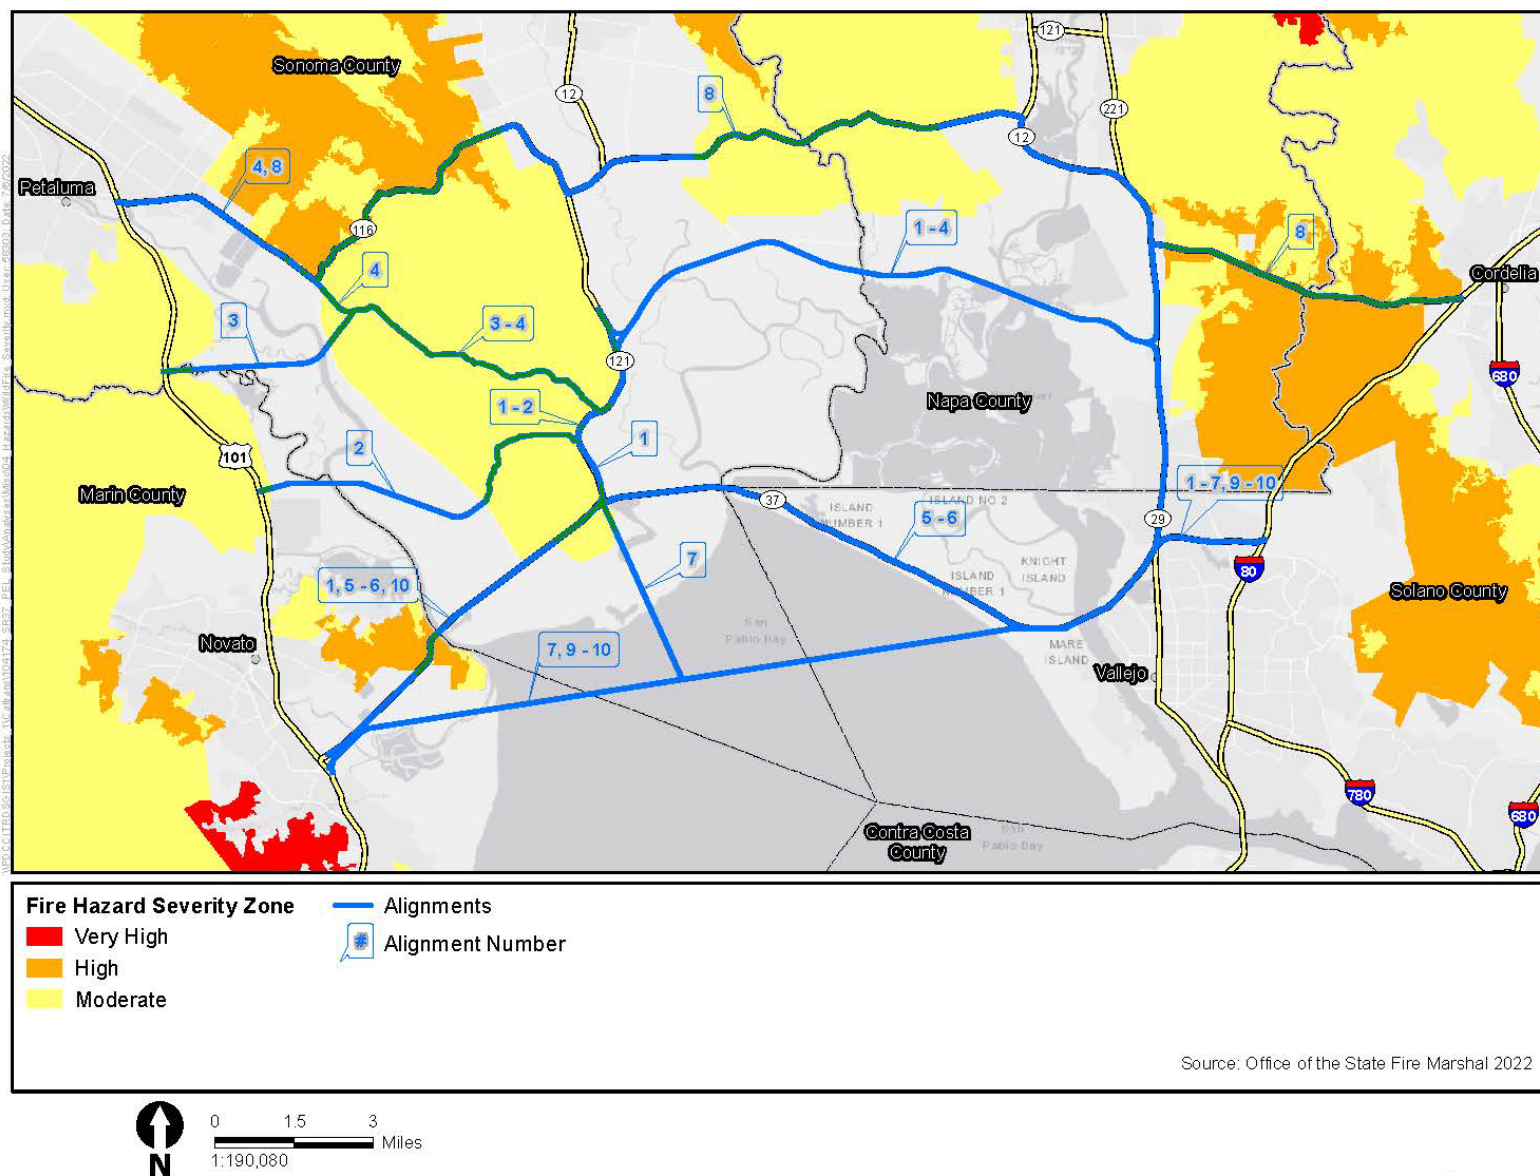 121
Sonoma County
12
8
221
12
4, 8
Petaluma
116
1 - 4
8
4
Cordelia
3
3 - 4
121
680
Napa County
1 - 2
1
2
101
Marin County
1 - 7, 9 - 10
37
ISLAND NO 2
ISLAND
NUMBER 1
5 - 6
29
7
KNIGHT
ISLAND
80
ISLAND
NUMBER 1
1, 5 - 6, 10
Solano County
San
Pablo Bay
Novato
7, 9 - 10
MARE
ISLAND
Vallejo
780
680
Contra Costa
County
San
Pablo Bay
Fire Hazard Severity Zone
Very High
High
Moderate
Alignments
# Alignment Number
Source: Office of the State Fire Marshal 2022
0 1.5 3
Miles
1:190,080
N